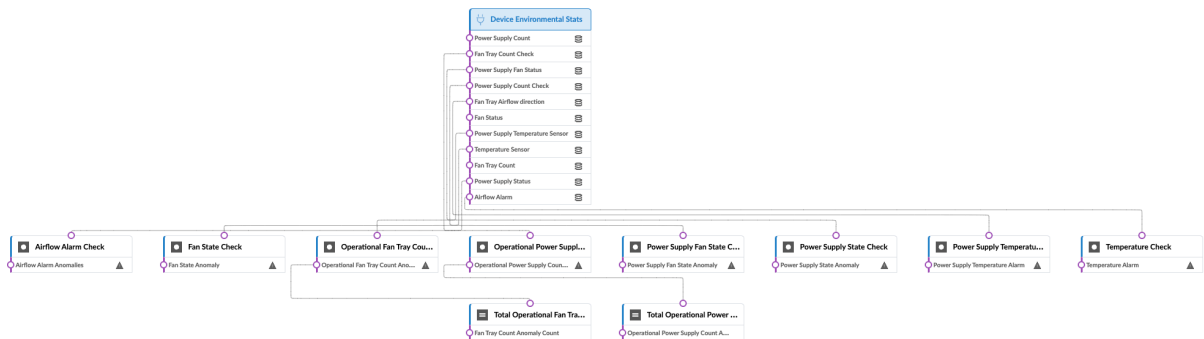 Device Environmental Stats
Power Supply Count
Fan Tray Count Check
Power Supply Fan Status
Power Supply Count Check
Fan Tray Airflow direction
Fan Status
Power Supply Temperature Sensor
Temperature Sensor
Fan Tray Count
Power Supply Status
Airflow Alarm
Airflow Alarm Check
Airflow Alarm Anomalies
Fan State Check
Fan State Anomaly
Operational Fan Tray Cou...
Operational Fan Tray Count Ano...
Operational Power Suppl...
Operational Power Supply Coun...
Power Supply Fan State C...
Power Supply Fan State Anomaly
Power Supply State Check
Power Supply State Anomaly
Power Supply Temperatu...
Power Supply Temperature Alarm
Temperature Check
Temperature Alarm
Total Operational Fan Tra...
Fan Tray Count Anomaly Count
Total Operational Power ...
Operational Power Supply Count A...